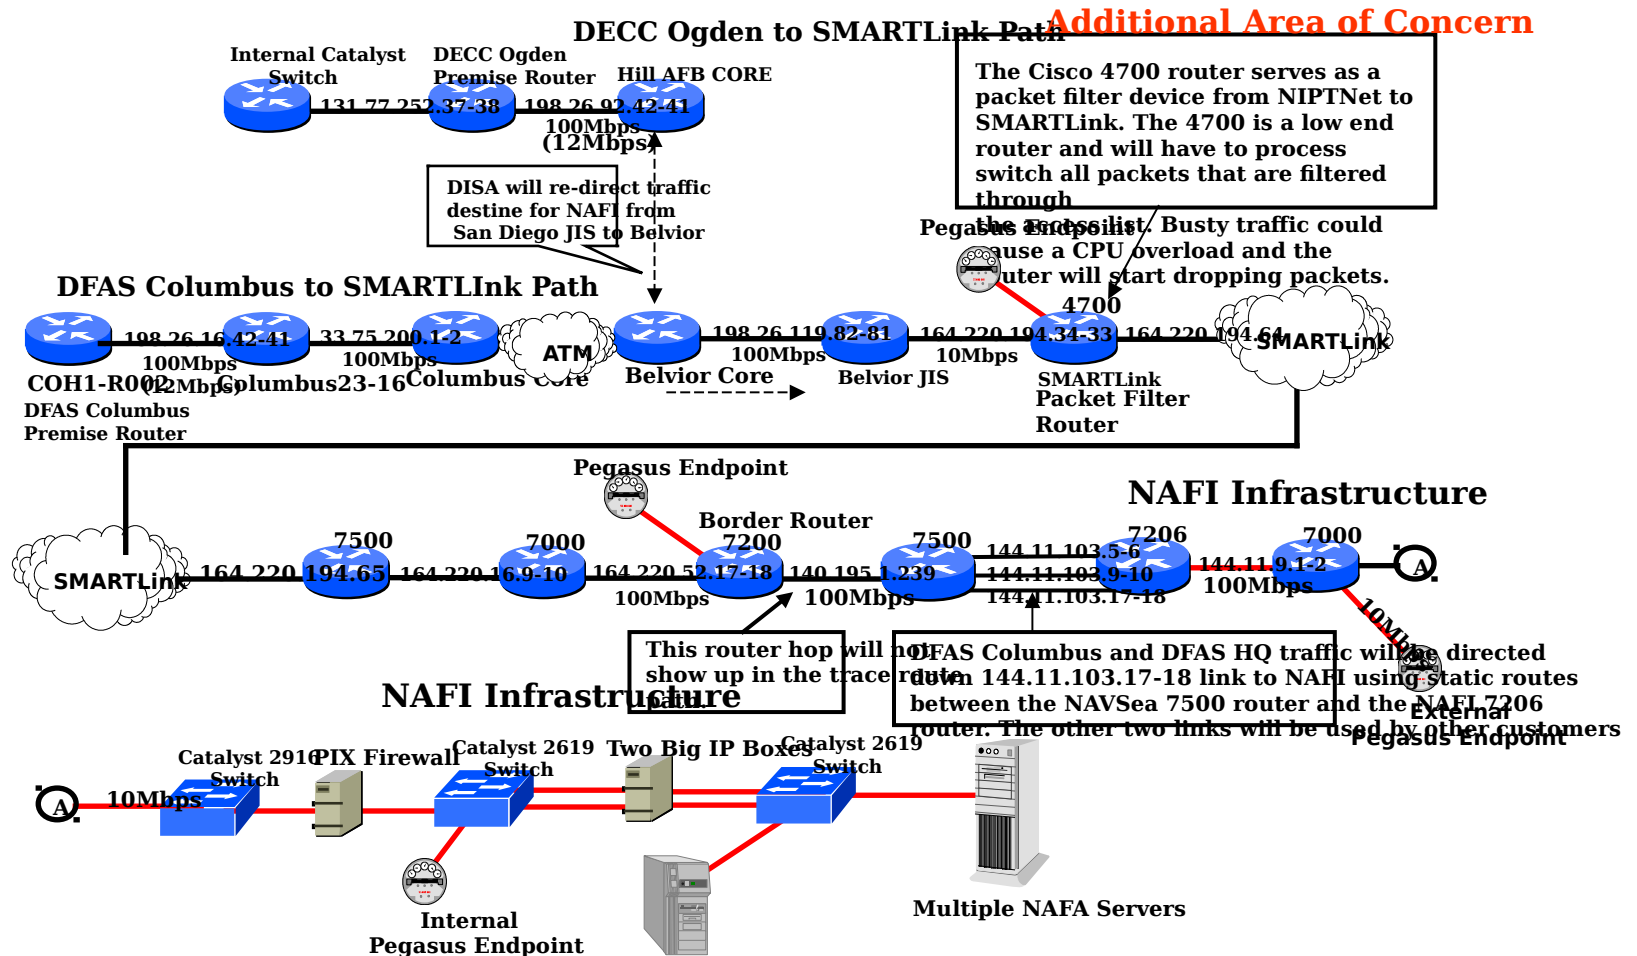 DECC Ogden to SMARTLink Path
Additional Area of Concern
Internal Catalyst
Switch
DECC Ogden
Premise Router
Hill AFB CORE
131.77.252.37-38
198.26.92.42-41
100Mbps
(12Mbps)
The Cisco 4700 router serves as a
packet filter device from NIPTNet to
SMARTLink. The 4700 is a low end
router and will have to process
switch all packets that are filtered
through
the access list. Busty traffic could
cause a CPU overload and the
router will start dropping packets.
DISA will re-direct traffic
destine for NAFI from
San Diego JIS to Belvior
Pegasus Endpoint
DFAS Columbus to SMARTLInk Path
4700
198.26.16.42-41
33.75.200.1-2
ATM
198.26.119.82-81
164.220.194.34-33
164.220.194.64
SMARTLink
100Mbps
(12Mbps)
100Mbps
100Mbps
10Mbps
COH1-R002
Columbus23-16
Columbus Core
Belvior Core
Belvior JIS
SMARTLink
Packet Filter
Router
DFAS Columbus
Premise Router
Pegasus Endpoint
NAFI Infrastructure
Border Router
7500
7000
7200
7500
7206
7000
SMARTLink
164.220.194.65
164.220.16.9-10
164.220.52.17-18
140.195.1.239
144.11.103.5-6
144.11.103.9-10
144.11.103.17-18
144.11.9.1-2
A
100Mbps
100Mbps
100Mbps
10Mbps
This router hop will not
show up in the trace route
path.
DFAS Columbus and DFAS HQ traffic will be directed
down 144.11.103.17-18 link to NAFI using static routes
between the NAVSea 7500 router and the NAFI 7206
router. The other two links will be used by other customers
External
Pegasus Endpoint
NAFI Infrastructure
Catalyst 2916
Switch
PIX Firewall
Catalyst 2619
Switch
Two Big IP Boxes
Catalyst 2619
Switch
A
10Mbps
Internal
Pegasus Endpoint
Multiple NAFA Servers